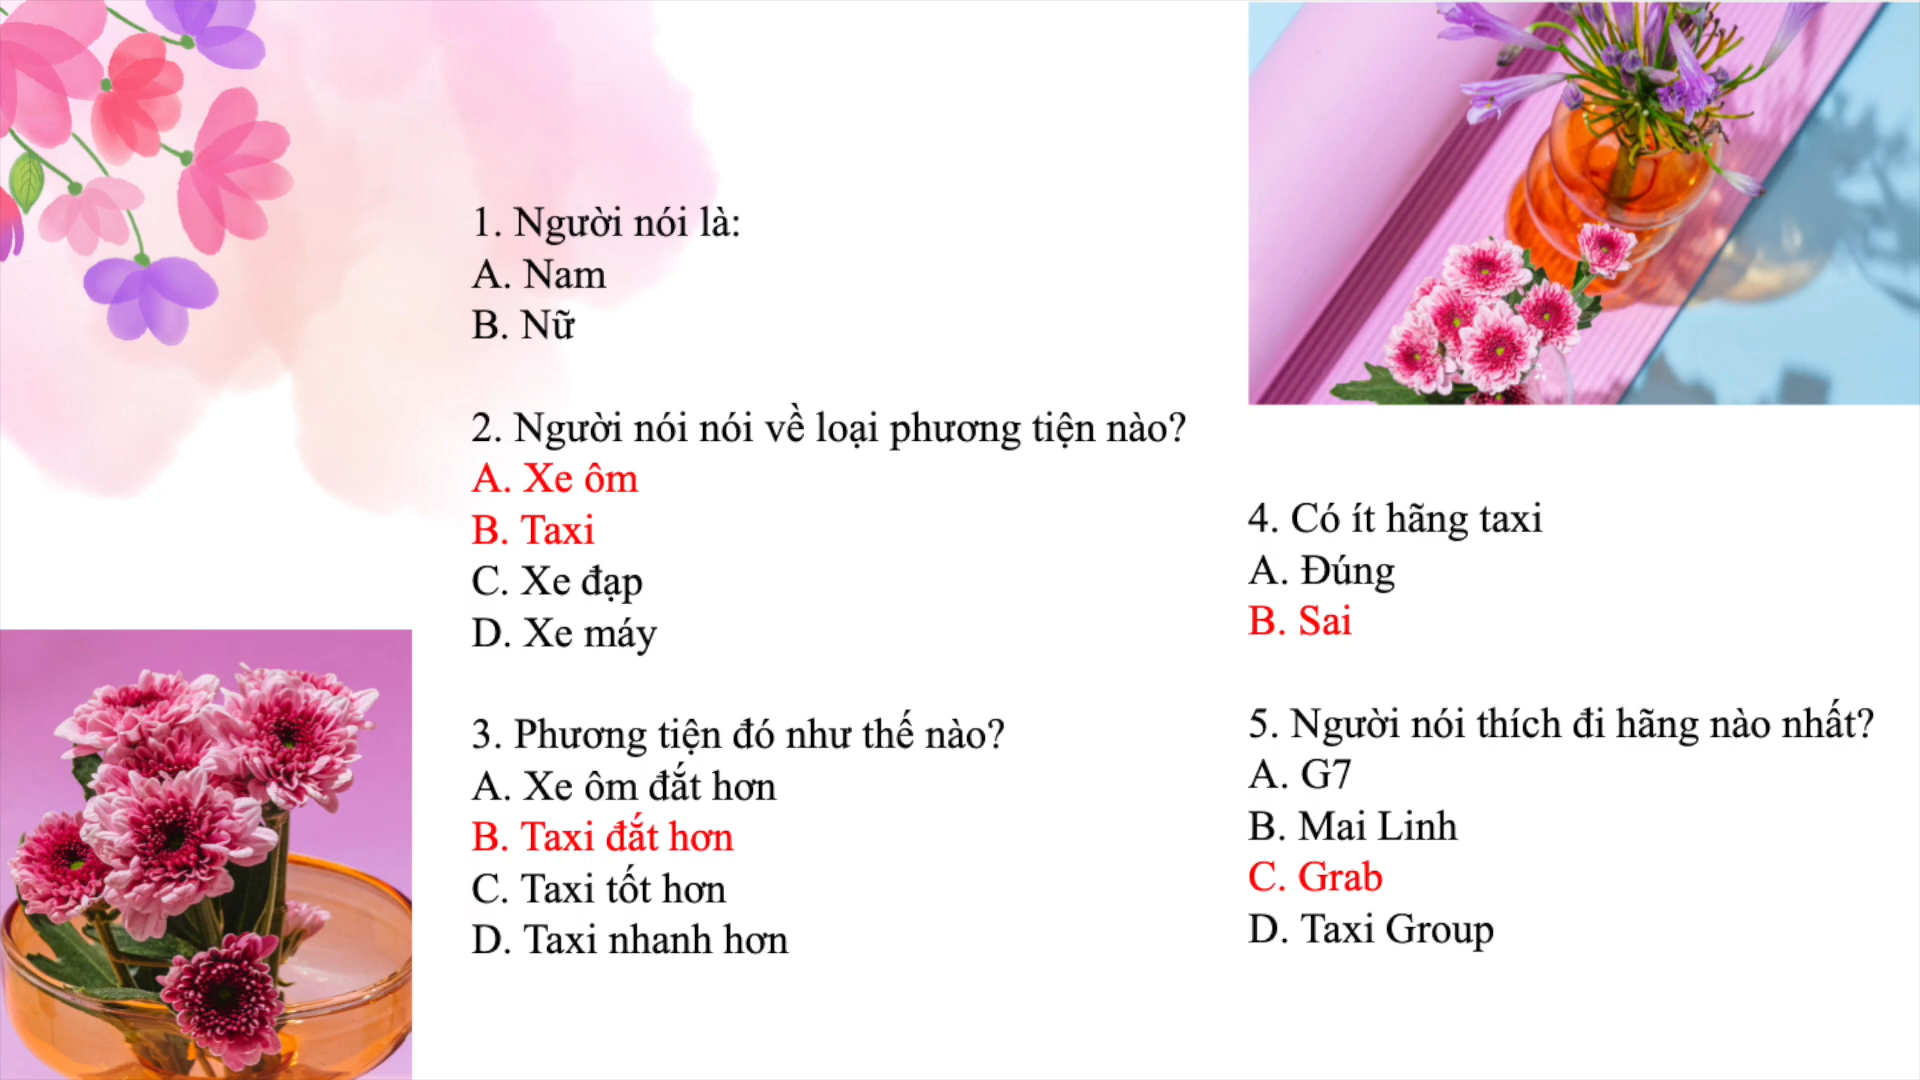 1. Người nói là:
A. Nam
B. Nữ
2. Người nói nói về loại phương tiện nào?
A. Xe ôm
B. Taxi
C. Xe đạp
D. Xe máy
3. Phương tiện đó như thế nào?
A. Xe ôm đắt hơn
B. Taxi đắt hơn
C. Taxi tốt hơn
D. Taxi nhanh hơn
4. Có ít hãng taxi
A. Đúng
B. Sai
5. Người nói thích đi hãng nào nhất?
A. G7
B. Mai Linh
C. Grab
D. Taxi Group